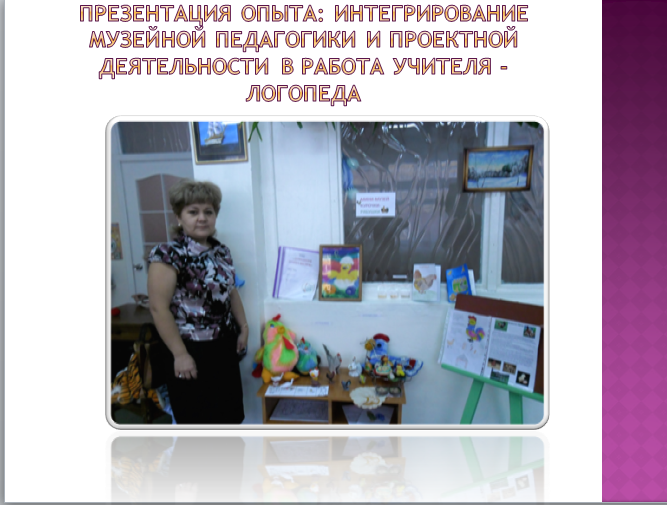 ПРЕЗЕНТАЦИЯ ОПЫТА: ИНТЕГРИРОВАНИЕ
МУЗЕЙНОЙ ПЕДАГОГИКИ И ПРОЕКТНОЙ
ДЕЯТЕЛЬНОСТИ В РАБОТА УЧИТЕЛЯ -
ЛОГОПЕДА